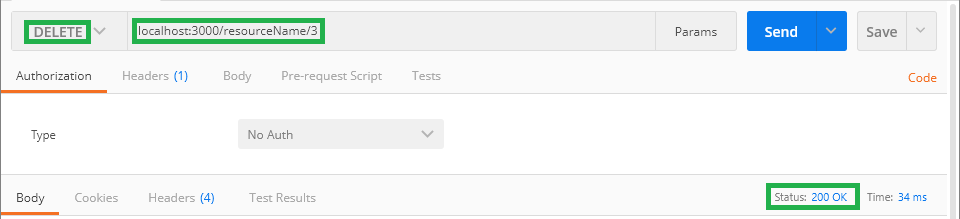 DELETE localhost:3000/resourceName/3 Params Send Save
Authorization Headers (1) Body Pre-request Script Tests Code
Type No Auth
Body Cookies Headers (4) Test Results Status: 200 OK Time: 34 ms